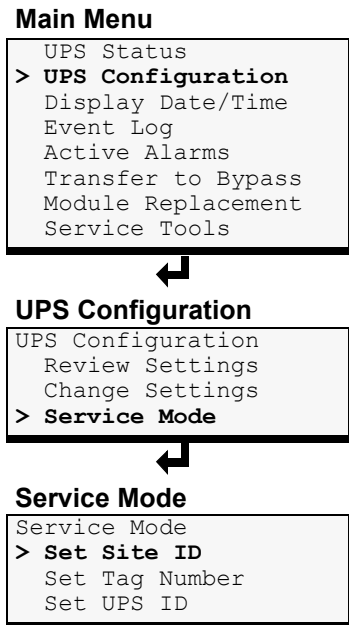 Main Menu
UPS Status
> UPS Configuration
Display Date/Time
Event Log
Active Alarms
Transfer to Bypass
Module Replacement
Service Tools
UPS Configuration
UPS Configuration
Review Settings
Change Settings
> Service Mode
Service Mode
Service Mode
> Set Site ID
Set Tag Number
Set UPS ID